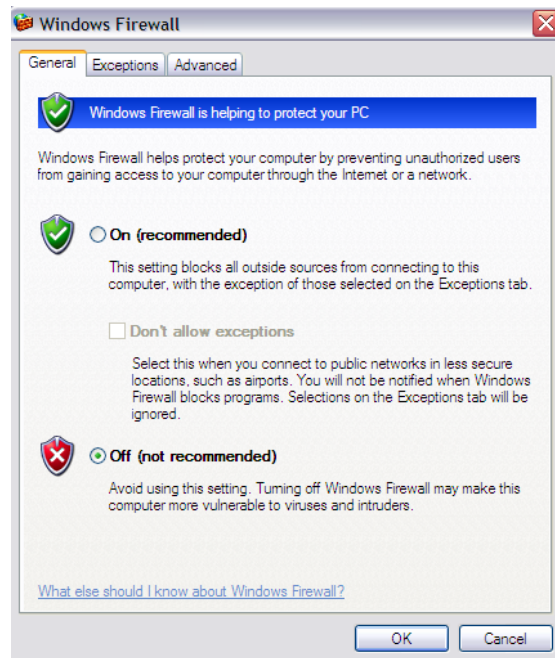 Windows Firewall
General Exceptions Advanced
Windows Firewall is helping to protect your PC
Windows Firewall helps protect your computer by preventing unauthorized users
from gaining access to your computer through the Internet or a network.
On (recommended)
This setting blocks all outside sources from connecting to this
computer, with the exception of those selected on the Exceptions tab.
Don't allow exceptions
Select this when you connect to public networks in less secure
locations, such as airports. You will not be notified when Windows
Firewall blocks programs. Selections on the Exceptions tab will be
ignored.
Off (not recommended)
Avoid using this setting. Turning off Windows Firewall may make this
computer more vulnerable to viruses and intruders.
What else should I know about Windows Firewall?
OK Cancel